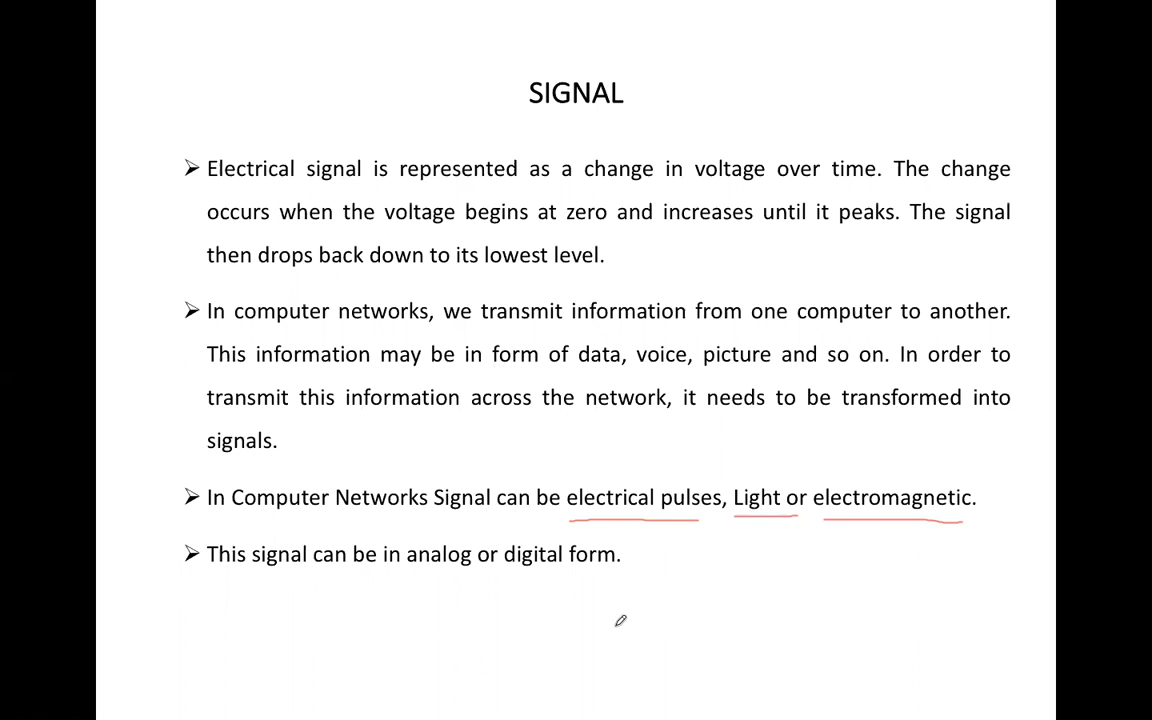 SIGNAL
➢ Electrical signal is represented as a change in voltage over time. The change
occurs when the voltage begins at zero and increases until it peaks. The signal
then drops back down to its lowest level.
➢ In computer networks, we transmit information from one computer to another.
This information may be in form of data, voice, picture and so on. In order to
transmit this information across the network, it needs to be transformed into
signals.
➢ In Computer Networks Signal can be electrical pulses, Light or electromagnetic.
➢ This signal can be in analog or digital form.